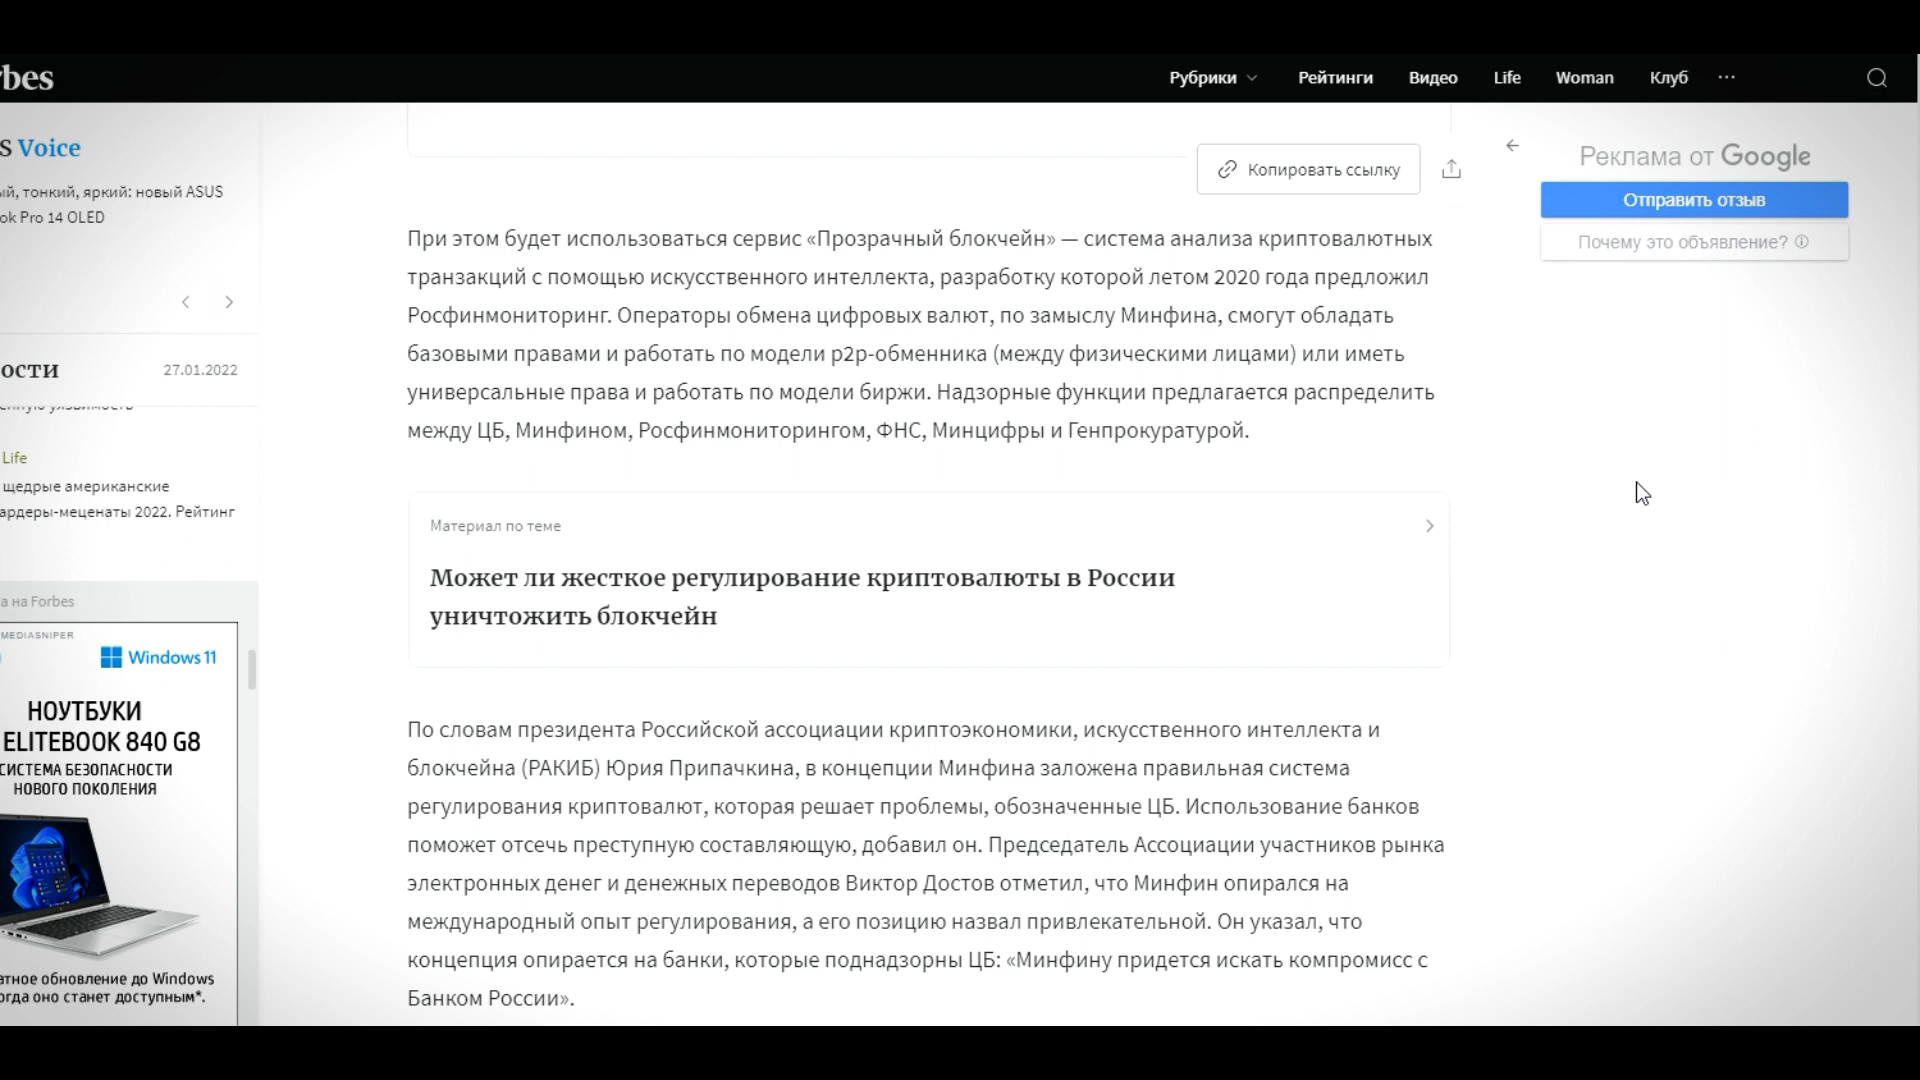 bes
Рубрики
Рейтинги
Видео
Life
Woman
Клуб
S Voice
ый, тонкий, яркий: новый ASUS
ok Pro 14 OLED
ости
27.01.2022
Life
щедрые американские
ардеры-меценаты 2022. Рейтинг
а на Forbes
MEDIASNIPER
Windows 11
НОУТБУКИ
ELITEBOOK 840 G8
СИСТЕМА БЕЗОПАСНОСТИ
НОВОГО ПОКОЛЕНИЯ
атное обновление до Windows
огда оно станет доступным*.
Копировать ссылку
При этом будет использоваться сервис «Прозрачный блокчейн» — система анализа криптовалютных
транзакций с помощью искусственного интеллекта, разработку которой летом 2020 года предложил
Росфинмониторинг. Операторы обмена цифровых валют, по замыслу Минфина, смогут обладать
базовыми правами и работать по модели p2p-обменника (между физическими лицами) или иметь
универсальные права и работать по модели биржи. Надзорные функции предлагается распределить
между ЦБ, Минфином, Росфинмониторингом, ФНС, Минцифры и Генпрокуратурой.
Материал по теме
Может ли жесткое регулирование криптовалюты в России
уничтожить блокчейн
По словам президента Российской ассоциации криптоэкономики, искусственного интеллекта и
блокчейна (РАКИБ) Юрия Припачкина, в концепции Минфина заложена правильная система
регулирования криптовалют, которая решает проблемы, обозначенные ЦБ. Использование банков
поможет отсечь преступную составляющую, добавил он. Председатель Ассоциации участников рынка
электронных денег и денежных переводов Виктор Достов отметил, что Минфин опирался на
международный опыт регулирования, а его позицию назвал привлекательной. Он указал, что
концепция опирается на банки, которые поднадзорны ЦБ: «Минфину придется искать компромисс с
Банком России».
Реклама от Google
Отправить отзыв
Почему это объявление?